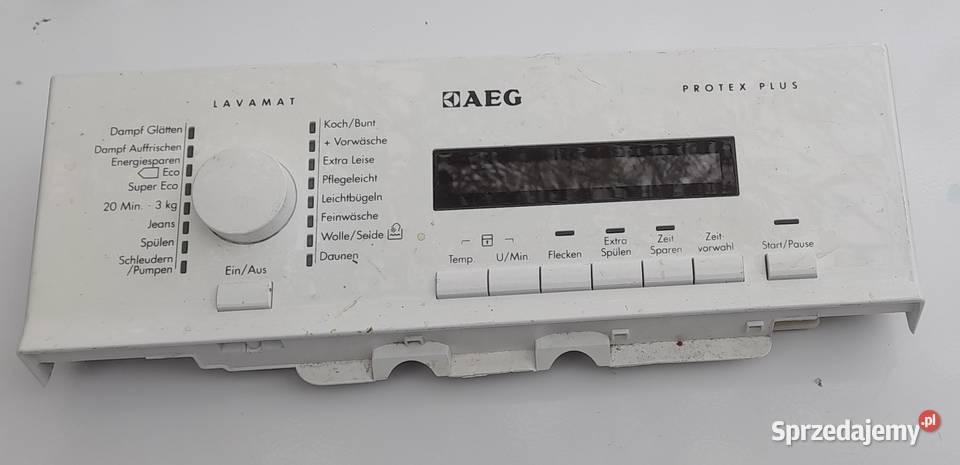 LAVAMAT
AEG
PROTEX PLUS
Dampf Glätten
Dampf Auffrischen
Energiesparen
Eco
Super Eco
20 Min. - 3 kg
Jeans
Spülen
Schleudern
/Pumpen
Koch/Bunt
+ Vorwäsche
Extra Leise
Pflegeleicht
Leichtbügeln
Feinwäsche
Wolle/Seide
Daunen
Ein/Aus
Temp.
U/Min.
Flecken
Extra
Spülen
Zeit
Sparen
Zeit-
vorwahl
Start/Pause
Sprzedajemy.pl